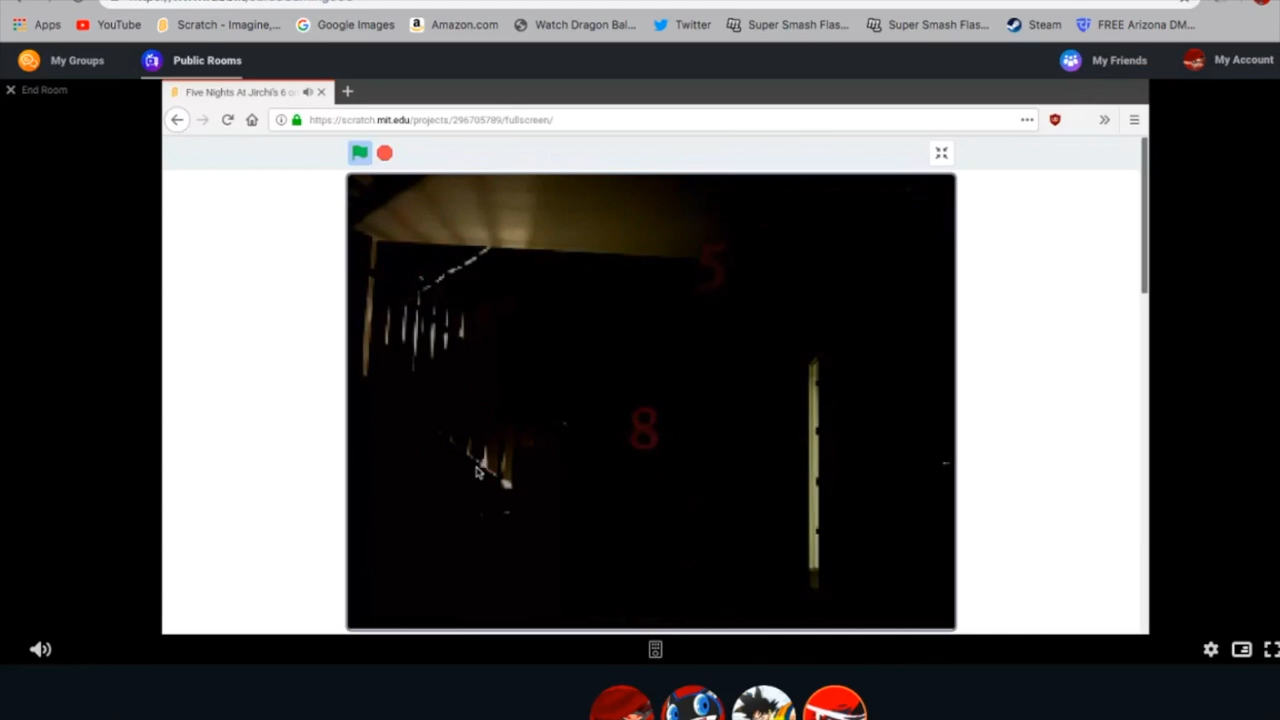 Apps YouTube Scratch - Imagine,... Google Images Amazon.com Watch Dragon Bal... Twitter Super Smash Flas... Super Smash Flas... Steam FREE Arizona DM...
My Groups Public Rooms My Friends My Account
End Room
Five Nights At Jirchi's 6 on
https://scratch.mit.edu/projects/296705789/fullscreen/
5
8